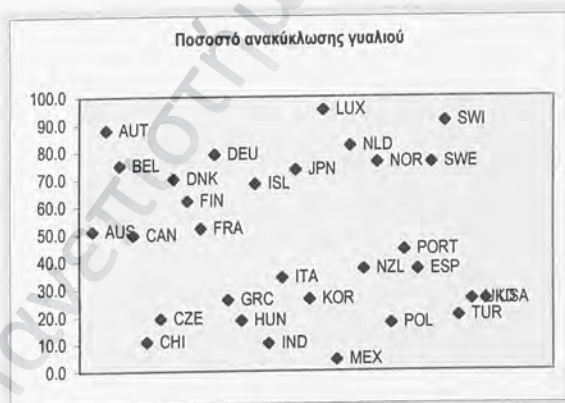 Ποσοστό ανακύκλωσης γυαλιού
100.0
90.0
80.0
70.0
60.0
50.0
40.0
30.0
20.0
10.0
0.0
LUX
SWI
AUT
NLD
DEU
NOR
SWE
BEL
JPN
DNK
ISL
FIN
AUS
CAN
FRA
PORT
NZL
ESP
ITA
GRC
KOR
USA
CZE
HUN
POL
TUR
CHI
IND
MEX